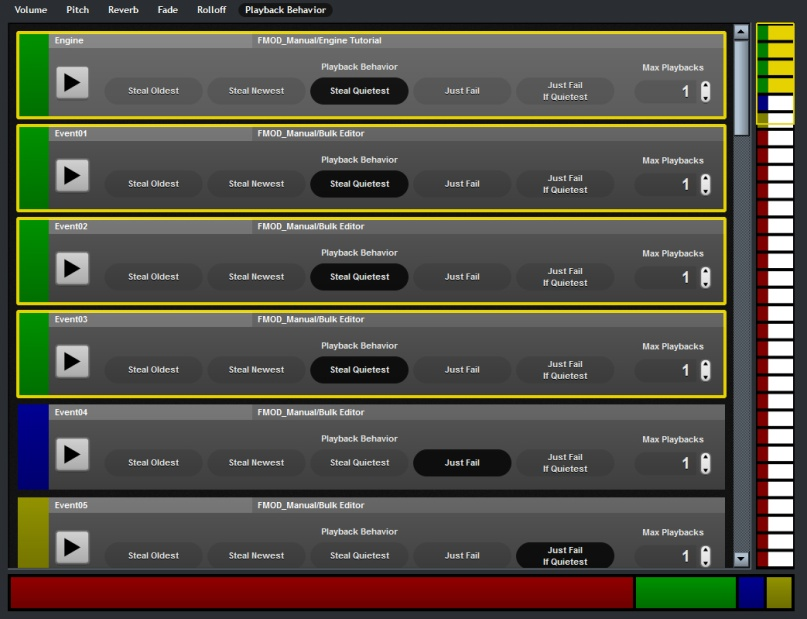 Volume Pitch Reverb Fade Rolloff Playback Behavior
Engine FMOD_Manual/Engine Tutorial
Playback Behavior Max Playbacks
Steal Oldest Steal Newest Steal Quietest Just Fail Just Fail If Quietest 1
Event01 FMOD_Manual/Bulk Editor
Playback Behavior Max Playbacks
Steal Oldest Steal Newest Steal Quietest Just Fail Just Fail If Quietest 1
Event02 FMOD_Manual/Bulk Editor
Playback Behavior Max Playbacks
Steal Oldest Steal Newest Steal Quietest Just Fail Just Fail If Quietest 1
Event03 FMOD_Manual/Bulk Editor
Playback Behavior Max Playbacks
Steal Oldest Steal Newest Steal Quietest Just Fail Just Fail If Quietest 1
Event04 FMOD_Manual/Bulk Editor
Playback Behavior Max Playbacks
Steal Oldest Steal Newest Steal Quietest Just Fail Just Fail If Quietest 1
Event05 FMOD_Manual/Bulk Editor
Playback Behavior Max Playbacks
Steal Oldest Steal Newest Steal Quietest Just Fail Just Fail If Quietest 1